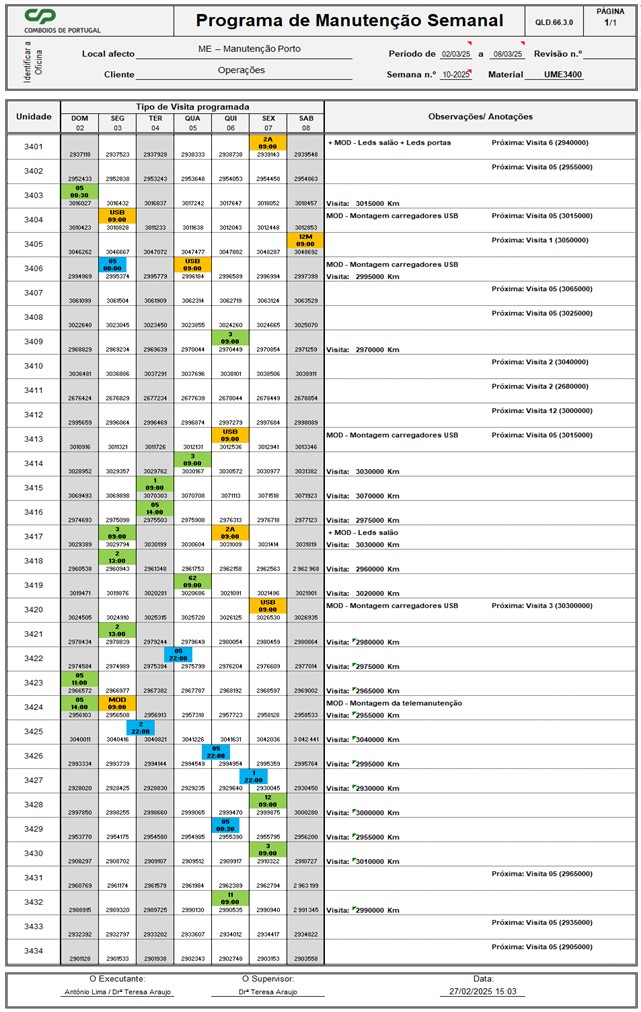 CP
COMBOIOS DE PORTUGAL
Programa de Manutenção Semanal
QLD.66.3.0
PÁGINA
1/1
Identificar a Oficina
Local afecto ME – Manutenção Porto
Período de 02/03/25 a 08/03/25 Revisão n.º
Cliente Operações
Semana n.º 10-2025 Material UME3400
Unidade Tipo de Visita programada Observações/ Anotações
DOM SEG TER QUA QUI SEX SAB
02 03 04 05 06 07 08
3401 2A 09:00 + MOD - Leds salão + Leds portas Próxima: Visita 6 (2940000)
2937118 2937523 2937928 2938333 2938738 2939143 2939548
3402 Próxima: Visita 05 (2955000)
2952433 2952838 2953243 2953648 2954053 2954458 2954863
3403 05 08:30
3016027 3016432 3016837 3017242 3017647 3018052 3018457 Visita: 3015000 Km
3404 USB 09:00 MOD - Montagem carregadores USB Próxima: Visita 05 (3015000)
3010423 3010828 3011233 3011638 3012043 3012448 3012853
3405 12M 09:00 Próxima: Visita 1 (3050000)
3046262 3046667 3047072 3047477 3047882 3048287 3048692
3406 05 00:00 USB 09:00 MOD - Montagem carregadores USB
2994969 2995374 2995779 2996184 2996589 2996994 2997399 Visita: 2995000 Km
3407 Próxima: Visita 05 (3065000)
3061099 3061504 3061909 3062314 3062719 3063124 3063529
3408 Próxima: Visita 05 (3025000)
3022640 3023045 3023450 3023855 3024260 3024665 3025070
3409 3 09:00
2968829 2969234 2969639 2970044 2970449 2970854 2971259 Visita: 2970000 Km
3410 Próxima: Visita 2 (3040000)
3036481 3036886 3037291 3037696 3038101 3038506 3038911
3411 Próxima: Visita 2 (2680000)
2676424 2676829 2677234 2677639 2678044 2678449 2678854
3412 Próxima: Visita 12 (3000000)
2995659 2996064 2996469 2996874 2997279 2997684 2998089
3413 USB 09:00 MOD - Montagem carregadores USB Próxima: Visita 05 (3015000)
3010916 3011321 3011726 3012131 3012536 3012941 3013346
3414 3 09:00
3028952 3029357 3029762 3030167 3030572 3030977 3031382 Visita: 3030000 Km
3415 1 09:00
3069493 3069898 3070303 3070708 3071113 3071518 3071923 Visita: 3070000 Km
3416 05 14:00
2974693 2975098 2975503 2975908 2976313 2976718 2977123 Visita: 2975000 Km
3417 3 09:00 2A 09:00 + MOD - Leds salão
3029389 3029794 3030199 3030604 3031009 3031414 3031819 Visita: 3030000 Km
3418 2 13:00
2960538 2960943 2961348 2961753 2962158 2962563 2 962 968 Visita: 2960000 Km
3419 62 09:00
3019471 3019876 3020281 3020686 3021091 3021496 3021901 Visita: 3020000 Km
3420 USB 09:00 MOD - Montagem carregadores USB Próxima: Visita 3 (30300000)
3024505 3024910 3025315 3025720 3026125 3026530 3026935
3421 2 13:00
2978434 2978839 2979244 2979649 2980054 2980459 2980864 Visita: 2980000 Km
3422 05 22:00
2974584 2974989 2975394 2975799 2976204 2976609 2977014 Visita: 2975000 Km
3423 05 11:00
2966572 2966977 2967382 2967787 2968192 2968597 2969002 Visita: 2965000 Km
3424 05 14:00 MOD 09:00 MOD - Montagem da telemanutenção
2956103 2956508 2956913 2957318 2957723 2958128 2958533 Visita: 2955000 Km
3425 2 22:00
3040011 3040416 3040821 3041226 3041631 3042036 3 042 441 Visita: 3040000 Km
3426 05 22:00
2993334 2993739 2994144 2994549 2994954 2995359 2995764 Visita: 2995000 Km
3427 1 22:00
2928020 2928425 2928830 2929235 2929640 2930045 2930450 Visita: 2930000 Km
3428 12 09:00
2997850 2998255 2998660 2999065 2999470 2999875 3000280 Visita: 3000000 Km
3429 05 00:30
2953770 2954175 2954580 2954985 2955390 2955795 2956200 Visita: 2955000 Km
3430 3 09:00
2908297 2908702 2909107 2909512 2909917 2910322 2910727 Visita: 3010000 Km
3431 Próxima: Visita 05 (2965000)
2960769 2961174 2961579 2961984 2962389 2962794 2 963 199
3432 11 09:00
2988915 2989320 2989725 2990130 2990535 2990940 2 991 345 Visita: 2990000 Km
3433 Próxima: Visita 05 (2935000)
2932392 2932797 2933202 2933607 2934012 2934417 2934822
3434 Próxima: Visita 05 (2905000)
2901128 2901533 2901938 2902343 2902748 2903153 2903558
O Executante: O Supervisor: Data:
António Lima / Drª Teresa Araujo Drª Teresa Araujo 27/02/2025 15:03